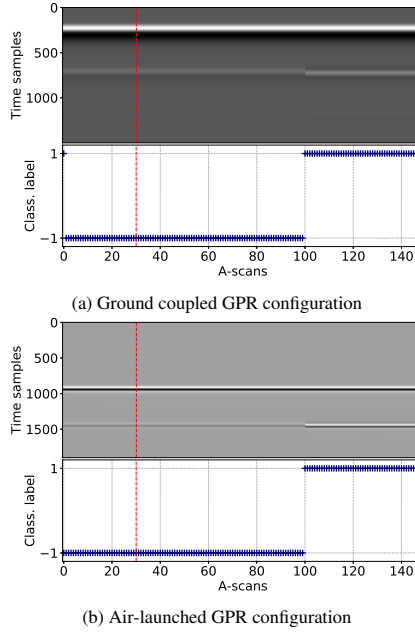 0
500
1000
Time samples
1
−1
Class. label
0 20 40 60 80 100 120 140
A-scans
(a) Ground coupled GPR configuration
0
500
1000
1500
Time samples
1
−1
Class. label
0 20 40 60 80 100 120 140
A-scans
(b) Air-launched GPR configuration